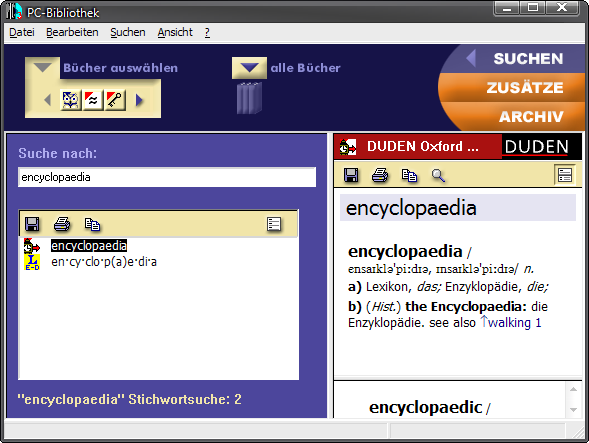 PC-Bibliothek
Datei Bearbeiten Suchen Ansicht ?
Bücher auswählen
alle Bücher
SUCHEN
ZUSÄTZE
ARCHIV
Suche nach:
encyclopaedia
encyclopaedia
L
E-D
en·cy·clo·p(a)e·di·a
"encyclopaedia" Stichwortsuche: 2
DUDEN Oxford ...
DUDEN
encyclopaedia
encyclopaedia /
ensaɪklə'pi:dɪə, ɪnsaɪklə'pi:dɪə/ n.
a) Lexikon, das; Enzyklopädie, die;
b) (Hist.) the Encyclopaedia: die
Enzyklopädie. see also ↑walking 1
encyclopaedic /